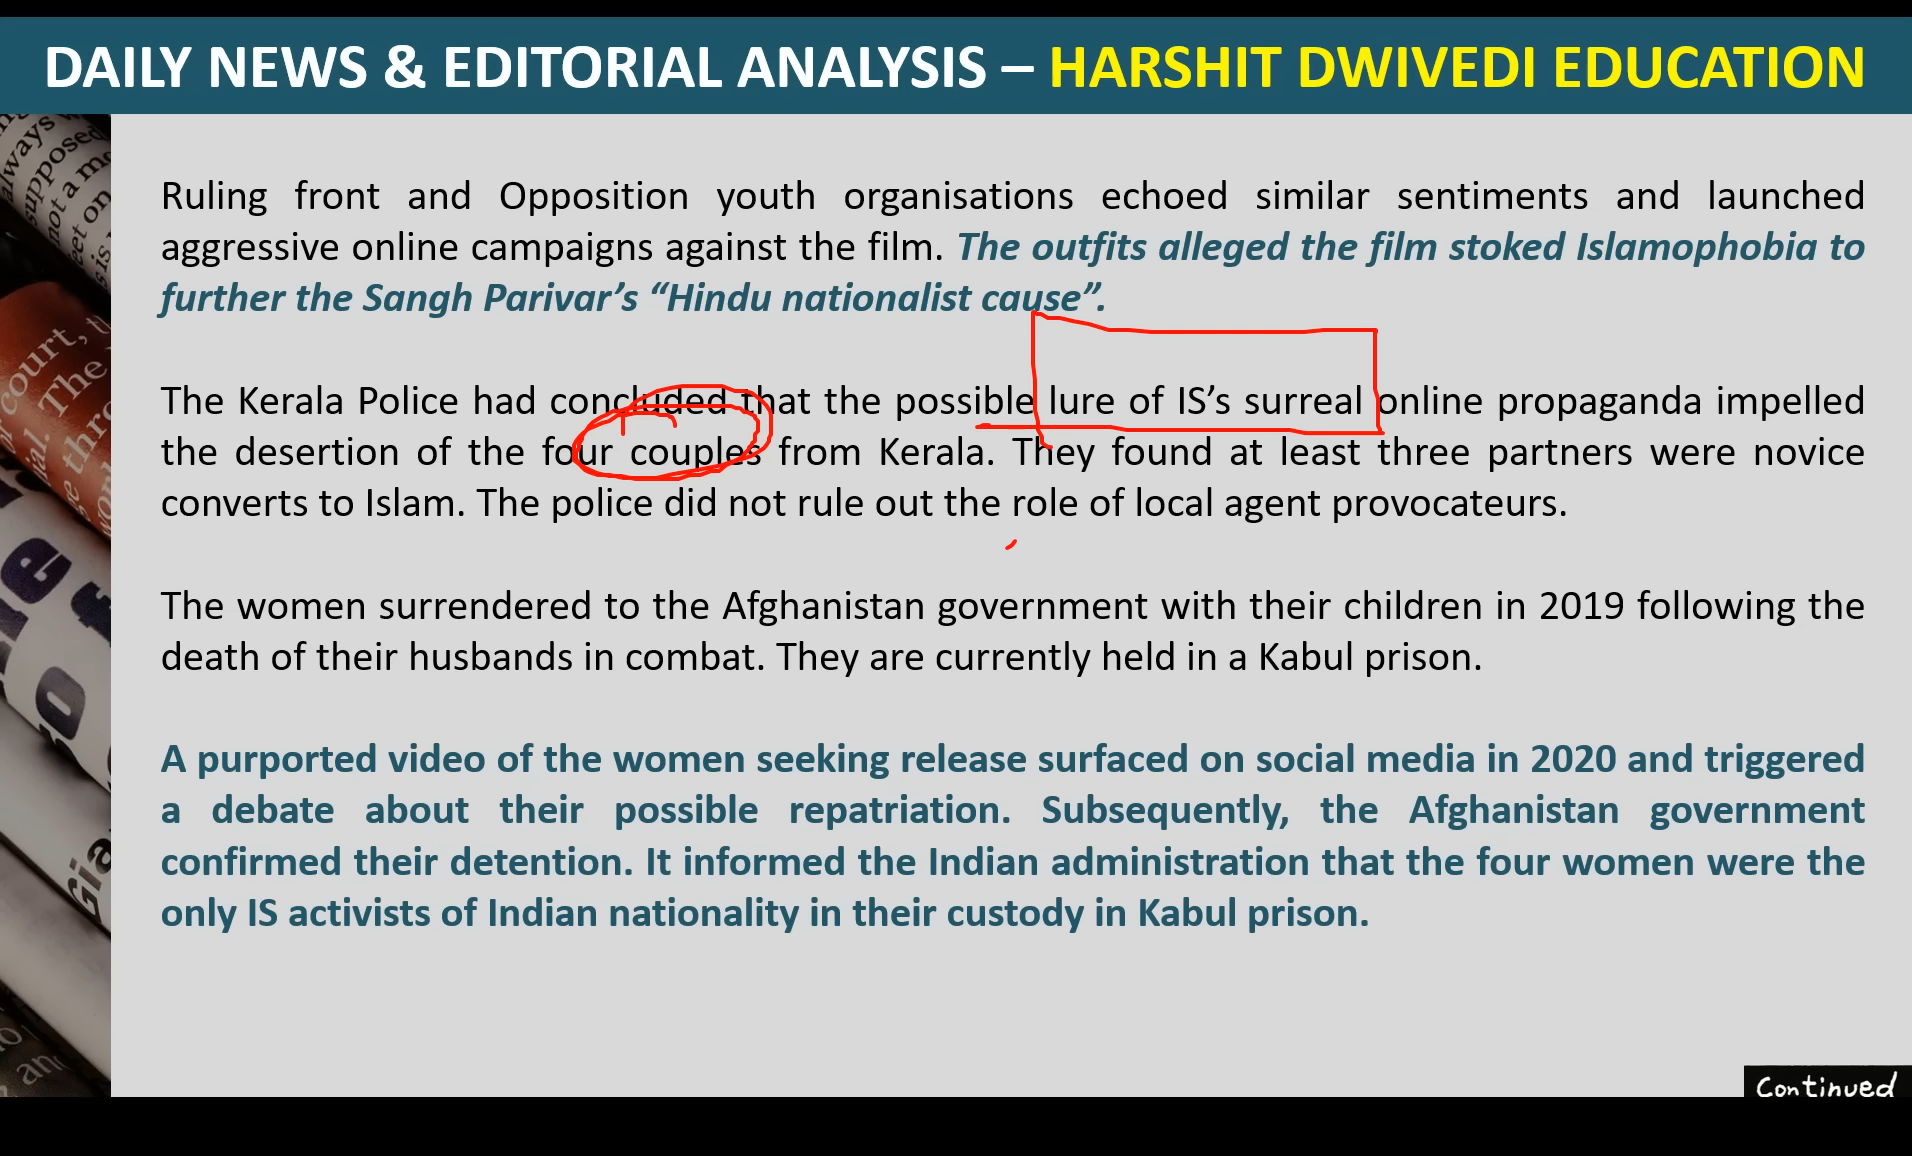 DAILY NEWS & EDITORIAL ANALYSIS – HARSHIT DWIVEDI EDUCATION
Ruling front and Opposition youth organisations echoed similar sentiments and launched
aggressive online campaigns against the film. The outfits alleged the film stoked Islamophobia to
further the Sangh Parivar’s “Hindu nationalist cause”.
The Kerala Police had concluded that the possible lure of IS’s surreal online propaganda impelled
the desertion of the four couples from Kerala. They found at least three partners were novice
converts to Islam. The police did not rule out the role of local agent provocateurs.
The women surrendered to the Afghanistan government with their children in 2019 following the
death of their husbands in combat. They are currently held in a Kabul prison.
A purported video of the women seeking release surfaced on social media in 2020 and triggered
a debate about their possible repatriation. Subsequently, the Afghanistan government
confirmed their detention. It informed the Indian administration that the four women were the
only IS activists of Indian nationality in their custody in Kabul prison.
Continued
always
supposed
not a
court,
The